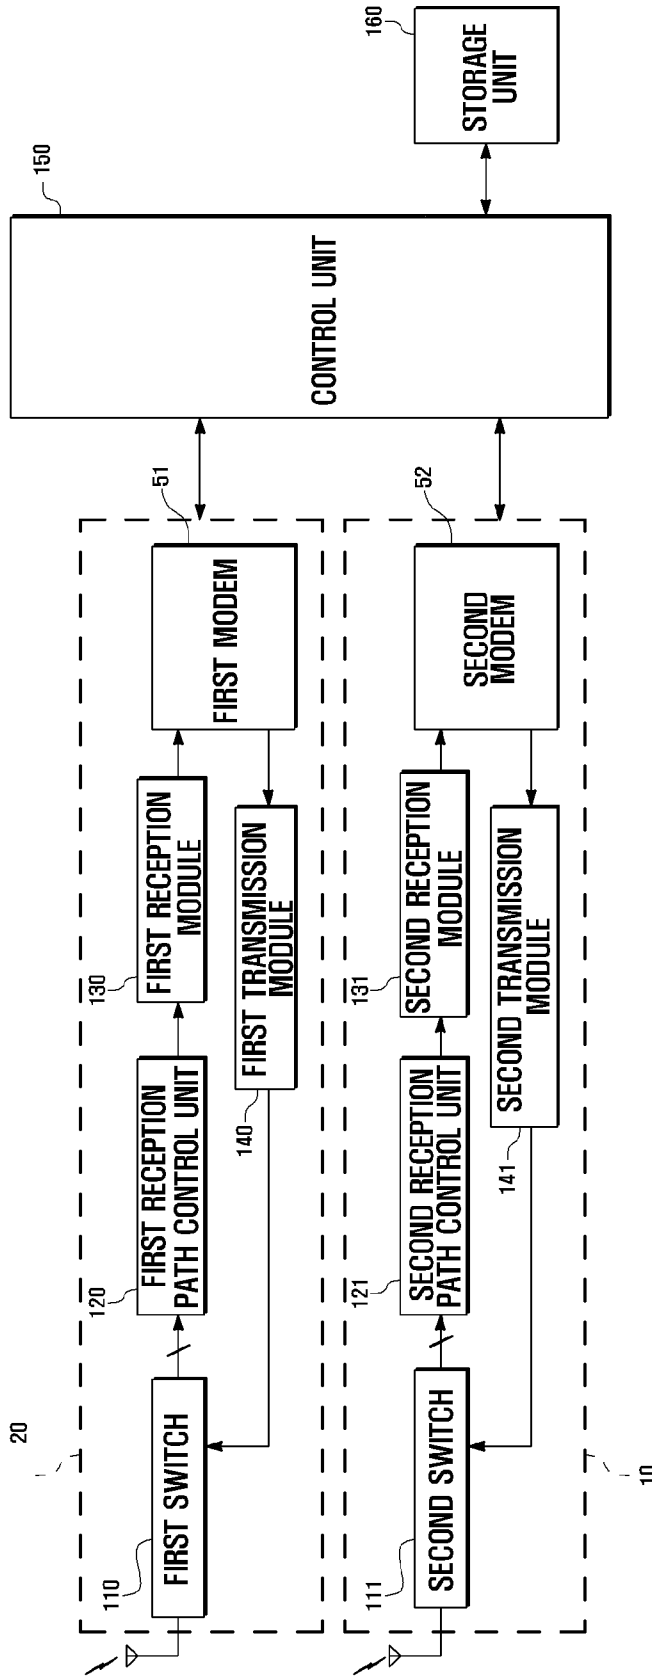 20
110
FIRST SWITCH
120
FIRST RECEPTION
PATH CONTROL UNIT
130
FIRST RECEPTION
MODULE
140
FIRST TRANSMISSION
MODULE
51
FIRST MODEM
150
CONTROL UNIT
160
STORAGE
UNIT
111
SECOND SWITCH
121
SECOND RECEPTION
PATH CONTROL UNIT
131
SECOND RECEPTION
MODULE
141
SECOND TRANSMISSION
MODULE
52
SECOND
MODEM
10